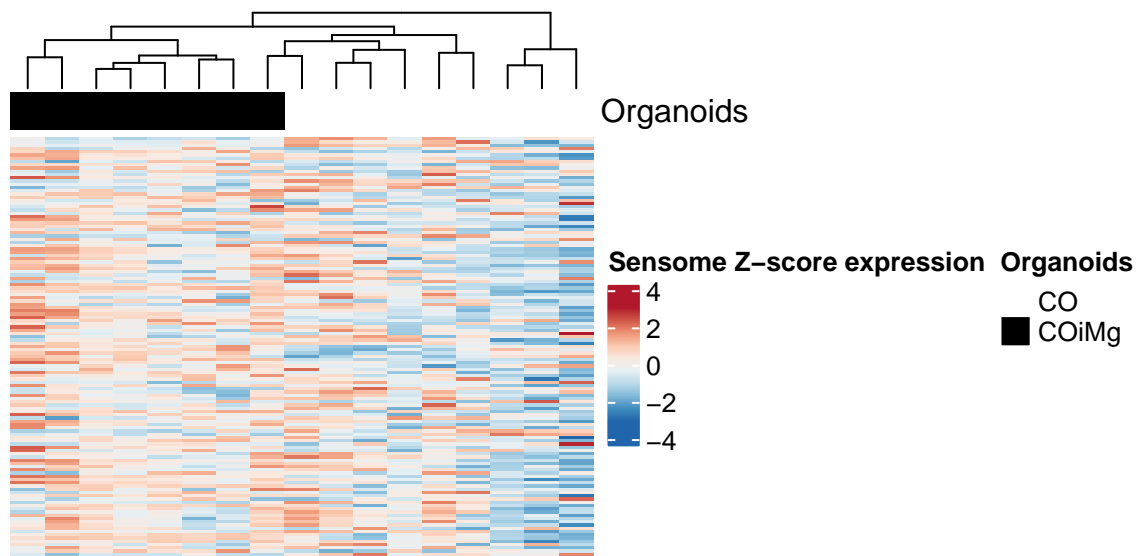 Organoids
Sensome Z−score expression
4
2
0
−2
−4
Organoids
CO
COiMg